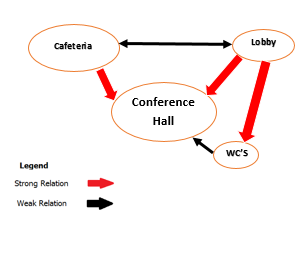 Cafeteria
Lobby
Conference
Hall
WC'S
Legend
Strong Relation
Weak Relation